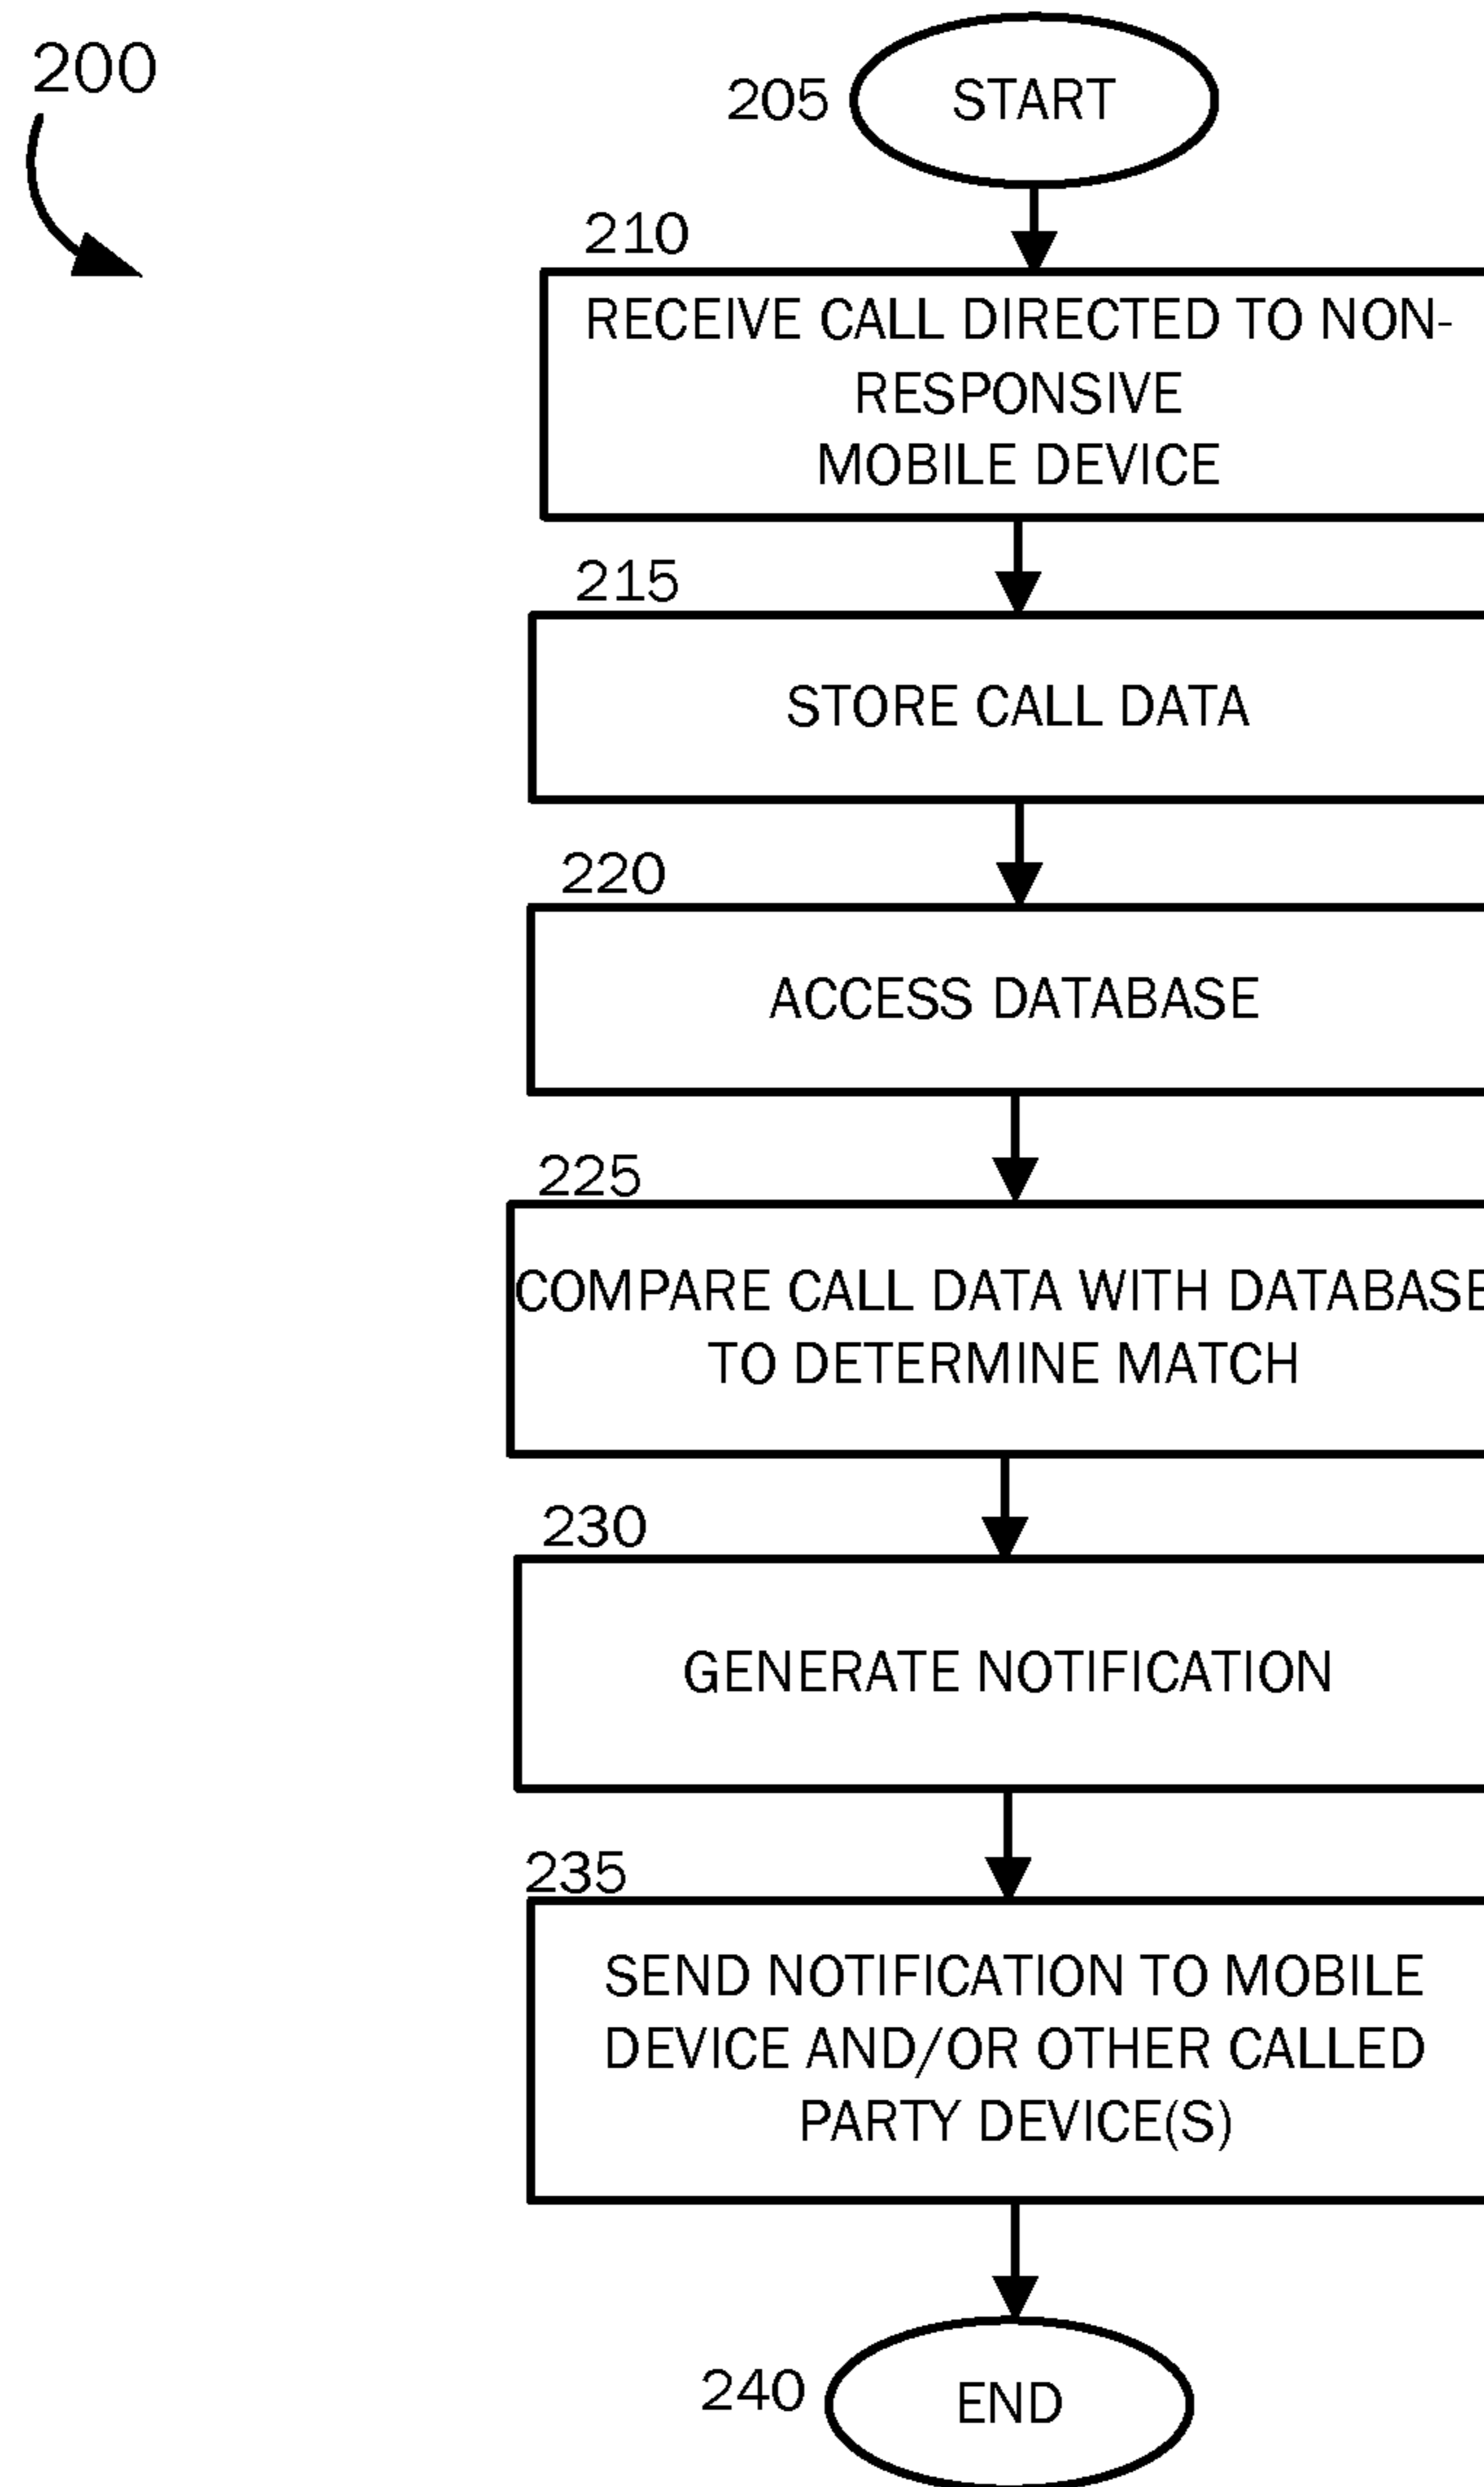 200
205
START
210
RECEIVE CALL DIRECTED TO NON-
RESPONSIVE
MOBILE DEVICE
215
STORE CALL DATA
220
ACCESS DATABASE
225
COMPARE CALL DATA WITH DATABASE
TO DETERMINE MATCH
230
GENERATE NOTIFICATION
235
SEND NOTIFICATION TO MOBILE
DEVICE AND/OR OTHER CALLED
PARTY DEVICE(S)
240
END